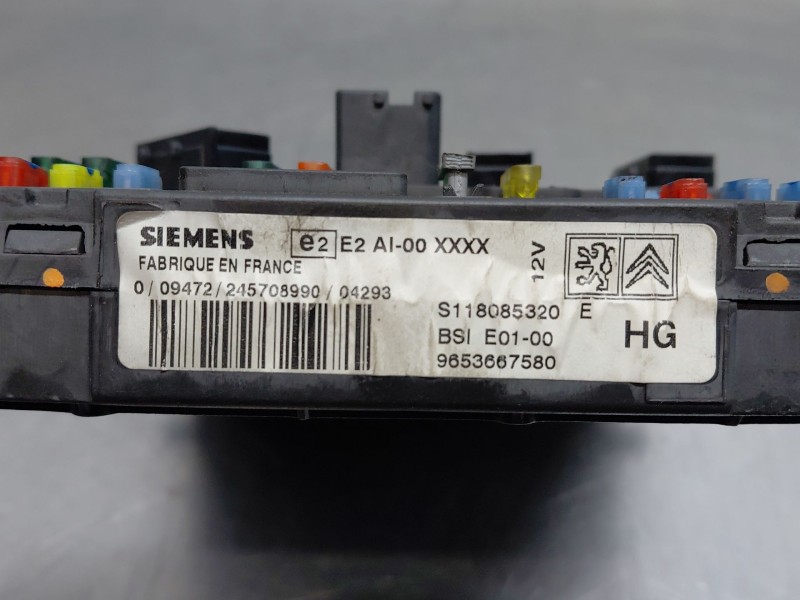 SIEMENS e2 E2 AI-00 XXXX
FABRIQUE EN FRANCE
0/09472/245708990/04293
12V
S118085320 E
BSI E01-00
9653667580
HG